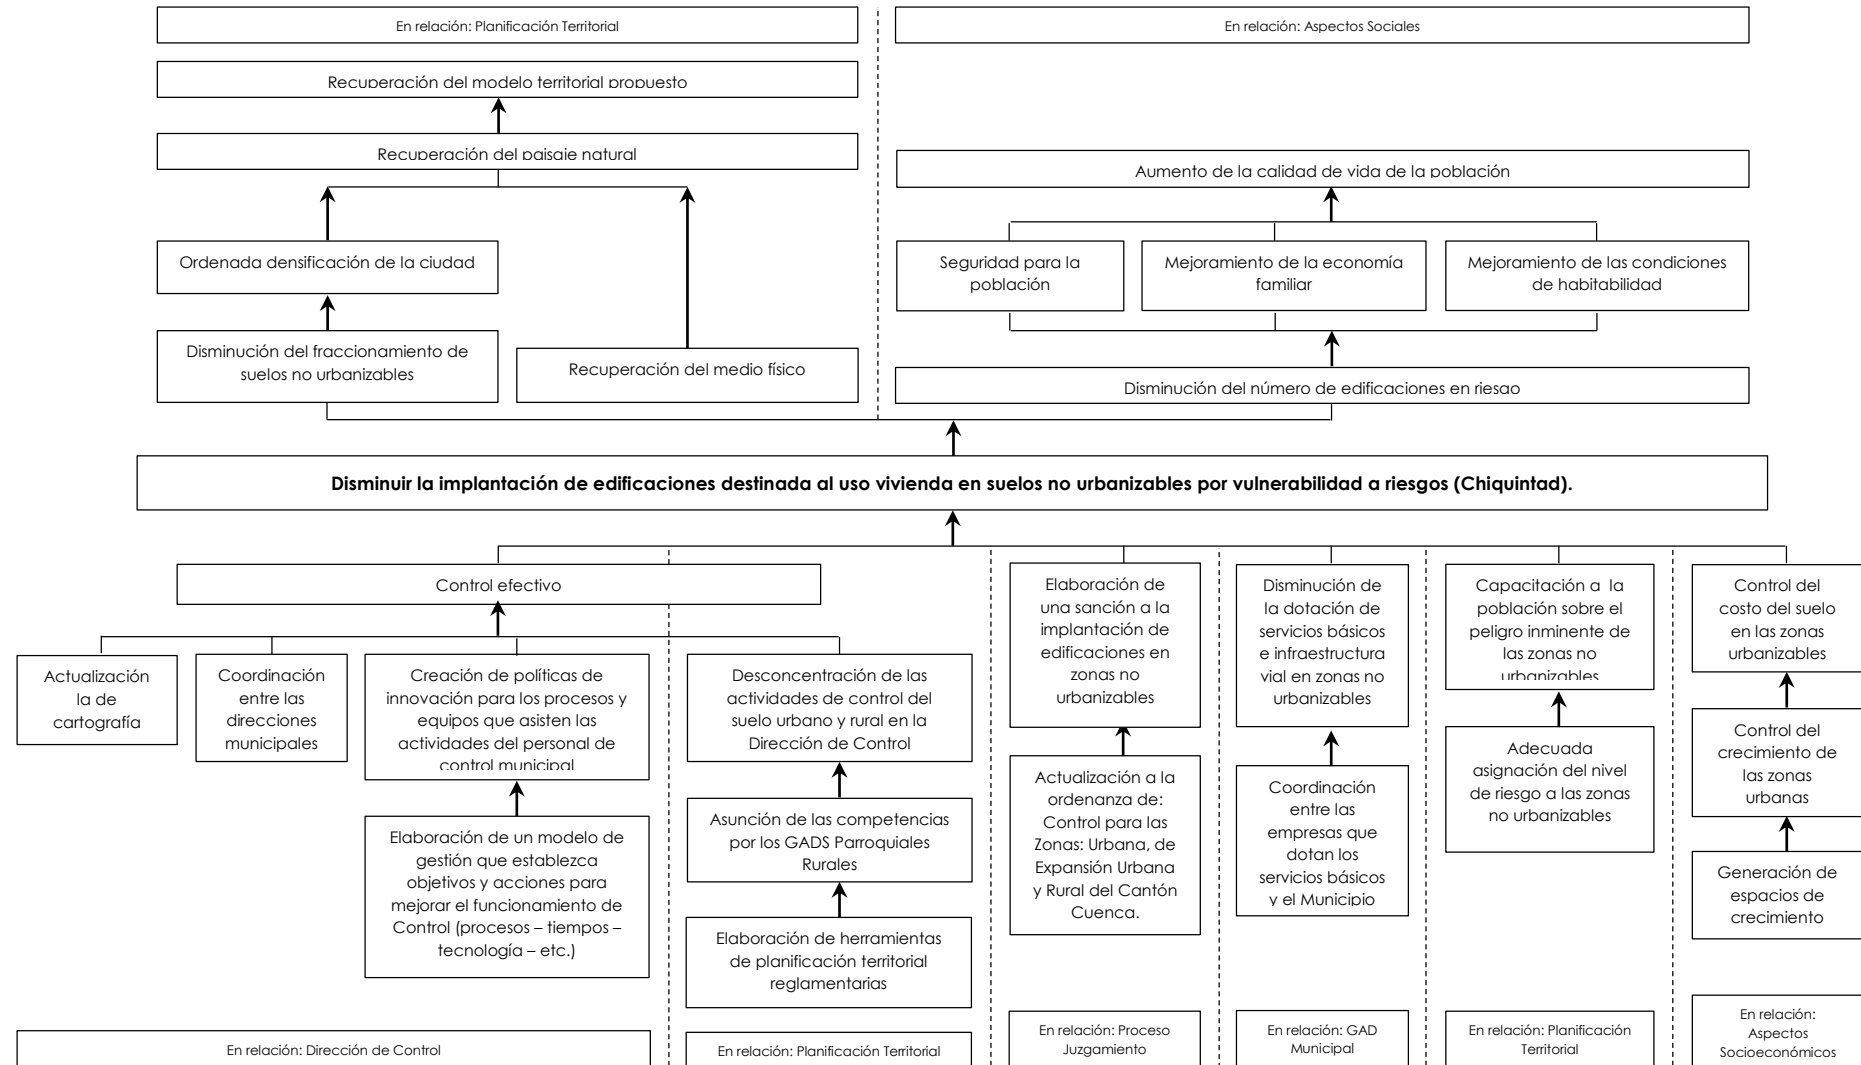 En relación: Planificación Territorial
En relación: Aspectos Sociales
Recuperación del modelo territorial propuesto
Recuperación del paisaje natural
Aumento de la calidad de vida de la población
Ordenada densificación de la ciudad
Seguridad para la
población
Mejoramiento de la economía
familiar
Mejoramiento de las condiciones
de habitabilidad
Disminución del fraccionamiento de
suelos no urbanizables
Recuperación del medio físico
Disminución del número de edificaciones en riesgo
Disminuir la implantación de edificaciones destinada al uso vivienda en suelos no urbanizables por vulnerabilidad a riesgos (Chiquintad).
Control efectivo
Actualización
la de
cartografía
Coordinación
entre las
direcciones
municipales
Creación de políticas de
innovación para los procesos y
equipos que asisten las
actividades del personal de
control municipal
Elaboración de un modelo de
gestión que establezca
objetivos y acciones para
mejorar el funcionamiento de
Control (procesos – tiempos –
tecnología – etc.)
Desconcentración de las
actividades de control del
suelo urbano y rural en la
Dirección de Control
Asunción de las competencias
por los GADS Parroquiales
Rurales
Elaboración de herramientas
de planificación territorial
reglamentarias
Elaboración de
una sanción a la
implantación de
edificaciones en
zonas no
urbanizables
Actualización a la
ordenanza de:
Control para las
Zonas: Urbana, de
Expansión Urbana
y Rural del Cantón
Cuenca.
Disminución de
la dotación de
servicios básicos
e infraestructura
vial en zonas no
urbanizables
Coordinación
entre las
empresas que
dotan los
servicios básicos
y el Municipio
Capacitación a la
población sobre el
peligro inminente de
las zonas no
urbanizables
Adecuada
asignación del nivel
de riesgo a las zonas
no urbanizables
Control del
costo del suelo
en las zonas
urbanizables
Control del
crecimiento de
las zonas
urbanas
Generación de
espacios de
crecimiento
En relación: Dirección de Control
En relación: Planificación Territorial
En relación: Proceso
Juzgamiento
En relación: GAD
Municipal
En relación: Planificación
Territorial
En relación:
Aspectos
Socioeconómicos